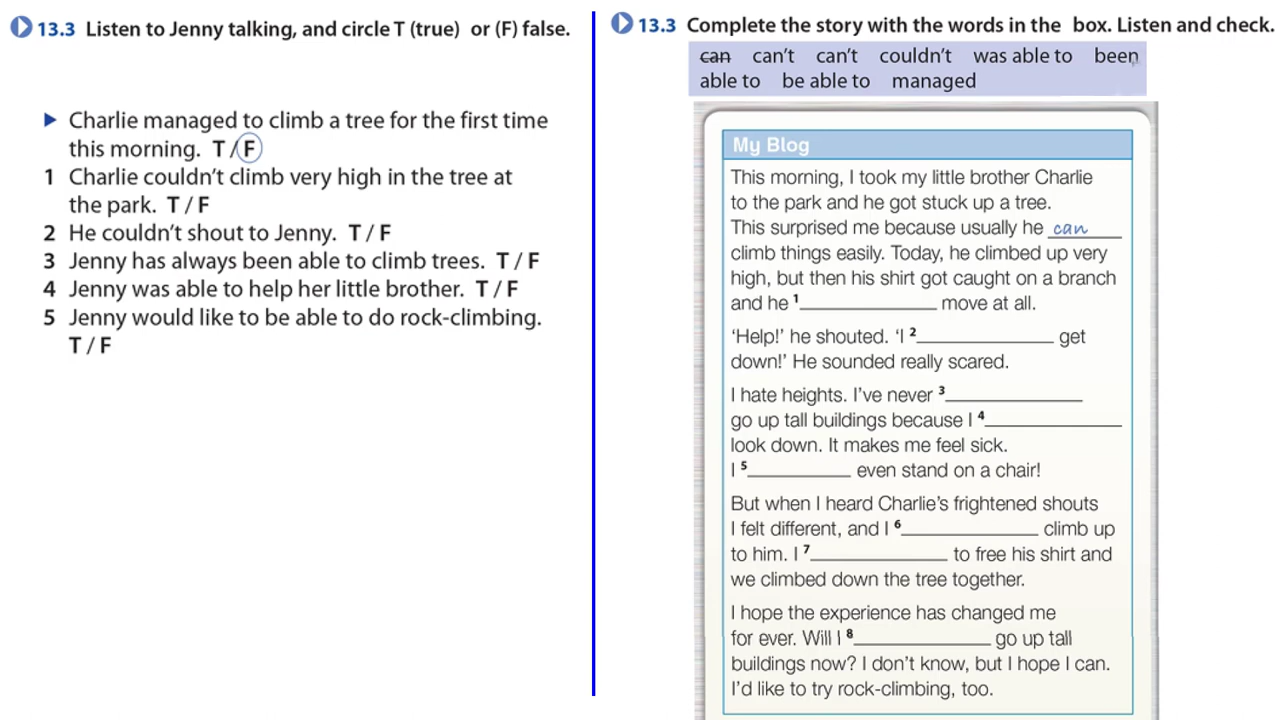 13.3 Listen to Jenny talking, and circle T (true) or (F) false.
Charlie managed to climb a tree for the first time
this morning. T / F
1 Charlie couldn't climb very high in the tree at
the park. T / F
2 He couldn't shout to Jenny. T / F
3 Jenny has always been able to climb trees. T / F
4 Jenny was able to help her little brother. T / F
5 Jenny would like to be able to do rock-climbing.
T / F
13.3 Complete the story with the words in the box. Listen and check.
can can't can't couldn't was able to been
able to be able to managed
My Blog
This morning, I took my little brother Charlie
to the park and he got stuck up a tree.
This surprised me because usually he can
climb things easily. Today, he climbed up very
high, but then his shirt got caught on a branch
and he 1____________ move at all.
'Help!' he shouted. 'I 2____________ get
down!' He sounded really scared.
I hate heights. I've never 3____________
go up tall buildings because I 4____________
look down. It makes me feel sick.
I 5____________ even stand on a chair!
But when I heard Charlie's frightened shouts
I felt different, and I 6____________ climb up
to him. I 7____________ to free his shirt and
we climbed down the tree together.
I hope the experience has changed me
for ever. Will I 8____________ go up tall
buildings now? I don't know, but I hope I can.
I'd like to try rock-climbing, too.